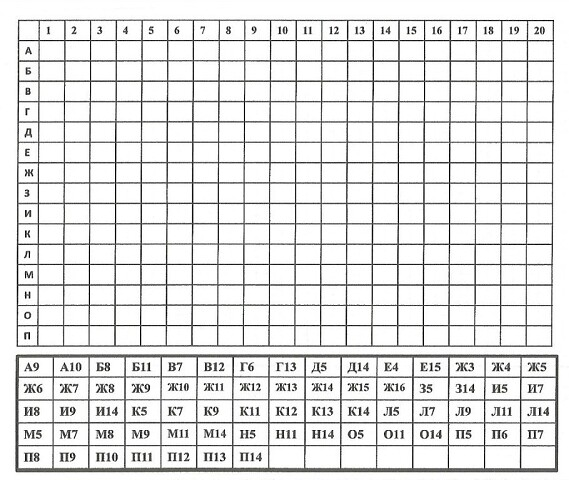 1 2 3 4 5 6 7 8 9 10 11 12 13 14 15 16 17 18 19 20
А
Б
В
Г
Д
Е
Ж
З
И
К
Л
М
Н
О
П
А9 А10 Б8 Б11 В7 В12 Г6 Г13 Д5 Д14 Е4 Е15 Ж3 Ж4 Ж5
Ж6 Ж7 Ж8 Ж9 Ж10 Ж11 Ж12 Ж13 Ж14 Ж15 Ж16 З5 З14 И5 И7
И8 И9 И14 К5 К7 К9 К11 К12 К13 К14 Л5 Л7 Л9 Л11 Л14
М5 М7 М8 М9 М11 М14 Н5 Н11 Н14 О5 О11 О14 П5 П6 П7
П8 П9 П10 П11 П12 П13 П14